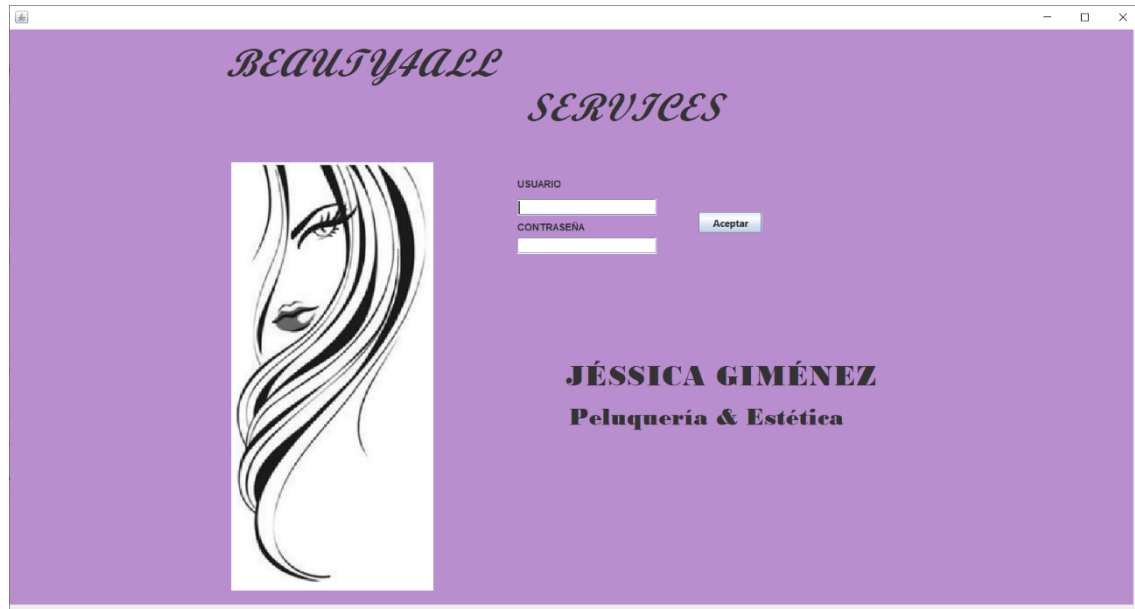 BEAUTY4ALL
SERVICES
USUARIO
CONTRASEÑA
Aceptar
JÉSSICA GIMÉNEZ
Peluquería & Estética